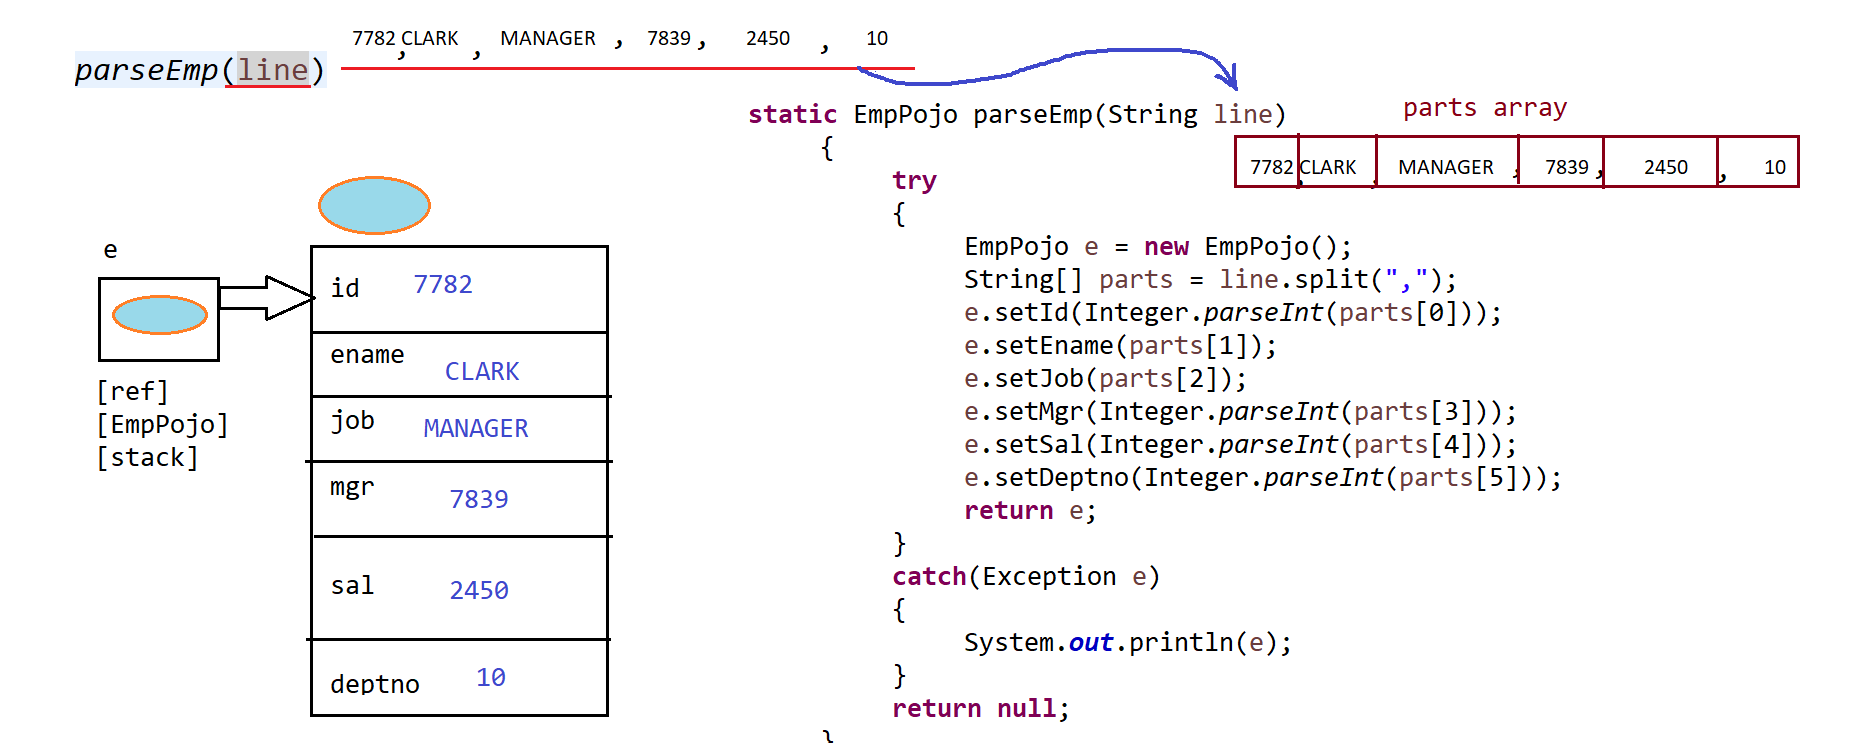 7782,CLARK , MANAGER , 7839, 2450 , 10
parseEmp(line)
static EmpPojo parseEmp(String line)
{
try
{
EmpPojo e = new EmpPojo();
String[] parts = line.split(",");
e.setId(Integer.parseInt(parts[0]));
e.setEname(parts[1]);
e.setJob(parts[2]);
e.setMgr(Integer.parseInt(parts[3]));
e.setSal(Integer.parseInt(parts[4]));
e.setDeptno(Integer.parseInt(parts[5]));
return e;
}
catch(Exception e)
{
System.out.println(e);
}
return null;
}
parts array
7782,CLARK , MANAGER , 7839, 2450 , 10
e
[ref]
[EmpPojo]
[stack]
id 7782
ename CLARK
job MANAGER
mgr 7839
sal 2450
deptno 10